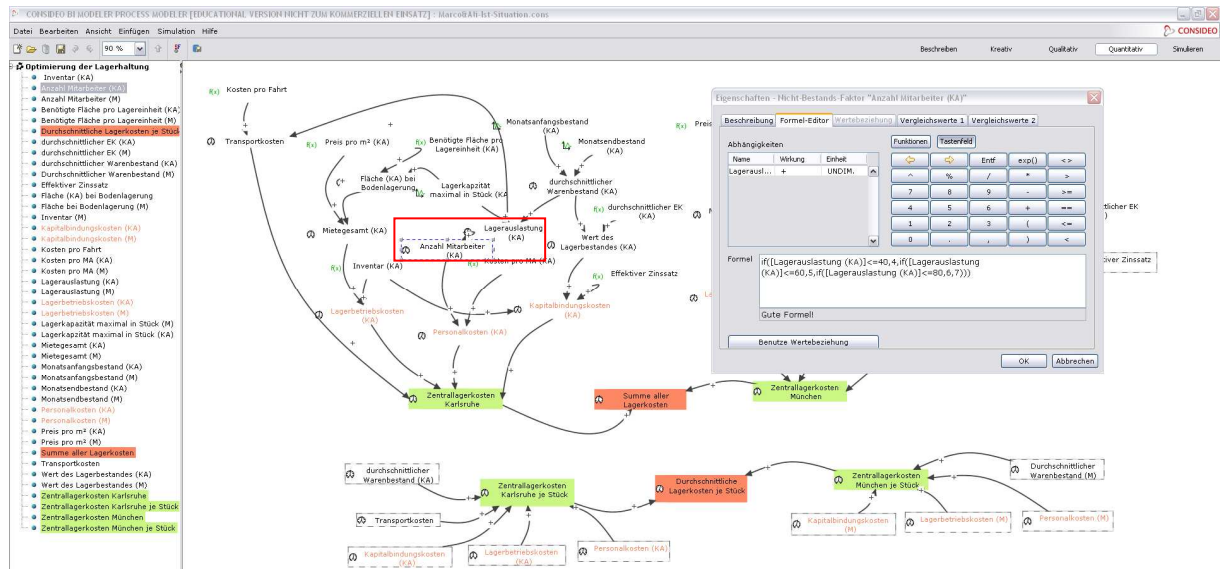 CONSIDEO BI MODELER PROCESS MODELER [EDUCATIONAL VERSION NICHT ZUM KOMMERZIELLEN EINSATZ] : Marco&Afi-Ist-Situation.cons
Datei Bearbeiten Ansicht Einfügen Simulation Hilfe
CONSIDEO
90 %
Beschreiben Kreativ Qualitativ Quantitativ Simulieren
Optimierung der Lagerhaltung
Inventar (KA)
Anzahl Mitarbeiter (KA)
Anzahl Mitarbeiter (M)
Benötigte Fläche pro Lagereinheit (KA)
Benötigte Fläche pro Lagereinheit (M)
Durchschnittliche Lagerkosten je Stück
durchschnittlicher EK (KA)
durchschnittlicher EK (M)
durchschnittlicher Warenbestand (KA)
Durchschnittlicher Warenbestand (M)
Effektiver Zinssatz
Fläche (KA) bei Bodenlagerung
Fläche bei Bodenlagerung (M)
Inventar (M)
Kapitalbindungskosten (KA)
Kapitalbindungskosten (M)
Kosten pro Fahrt
Kosten pro MA (KA)
Kosten pro MA (M)
Lagerauslastung (KA)
Lagerauslastung (M)
Lagerbetriebskosten (KA)
Lagerbetriebskosten (M)
Lagerkapazität maximal in Stück (M)
Lagerkapazität maximal in Stück (KA)
Mietegesamt (KA)
Mietegesamt (M)
Monatsanfangsbestand (KA)
Monatsanfangsbestand (M)
Monatsendbestand (KA)
Monatsendbestand (M)
Personalkosten (KA)
Personalkosten (M)
Preis pro m² (KA)
Preis pro m² (M)
Summe aller Lagerkosten
Transportkosten
Wert des Lagerbestandes (KA)
Wert des Lagerbestandes (M)
Zentrallagerkosten Karlsruhe
Zentrallagerkosten Karlsruhe je Stück
Zentrallagerkosten München
Zentrallagerkosten München je Stück
f(x) Kosten pro Fahrt
Transportkosten
f(x) Preis pro m² (KA)
f(x) Benötigte Fläche pro
Lagereinheit (KA)
Monatsanfangsbestand
(KA)
Monatsendbestand
(KA)
Fläche (KA) bei
Bodenlagerung
Lagerkapazität
maximal in Stück (KA)
durchschnittlicher
Warenbestand (KA)
f(x) durchschnittlicher EK
(KA)
Mietegesamt (KA)
Lagerauslastung
(KA)
Anzahl Mitarbeiter
(KA)
Wert des
Lagerbestandes (KA)
f(x) Inventar (KA)
f(x) Kosten pro MA (KA)
f(x) Effektiver Zinssatz
Lagerbetriebskosten
(KA)
Personalkosten (KA)
Kapitalbindungskosten
(KA)
Zentrallagerkosten
Karlsruhe
Summe aller
Lagerkosten
Zentrallagerkosten
München
f(x) Preis
tlicher EK
tiver Zinssatz
Eigenschaften - Nicht-Bestands-Faktor "Anzahl Mitarbeiter (KA)"
Beschreibung Formel-Editor Wertebeziehung Vergleichswerte 1 Vergleichswerte 2
Abhängigkeiten
Name Wirkung Einheit
Lagerausl... + UNDIM.
Funktionen Tastenfeld
Entf exp() <>
^ % / * >
7 8 9 - >=
4 5 6 + ==
1 2 3 ( <=
0 . , ) <
Formel
if([Lagerauslastung (KA)]<=40,4,if([Lagerauslastung
(KA)]<=60,5,if([Lagerauslastung (KA)]<=80,6,7)))
Gute Formel!
Benutze Wertebeziehung
OK Abbrechen
durchschnittlicher
Warenbestand (KA)
Transportkosten
Kapitalbindungskosten
(KA)
Lagerbetriebskosten
(KA)
Personalkosten (KA)
Zentrallagerkosten
Karlsruhe je Stück
Durchschnittliche
Lagerkosten je Stück
Zentrallagerkosten
München je Stück
Durchschnittlicher
Warenbestand (M)
Kapitalbindungskosten
(M)
Lagerbetriebskosten (M)
Personalkosten (M)